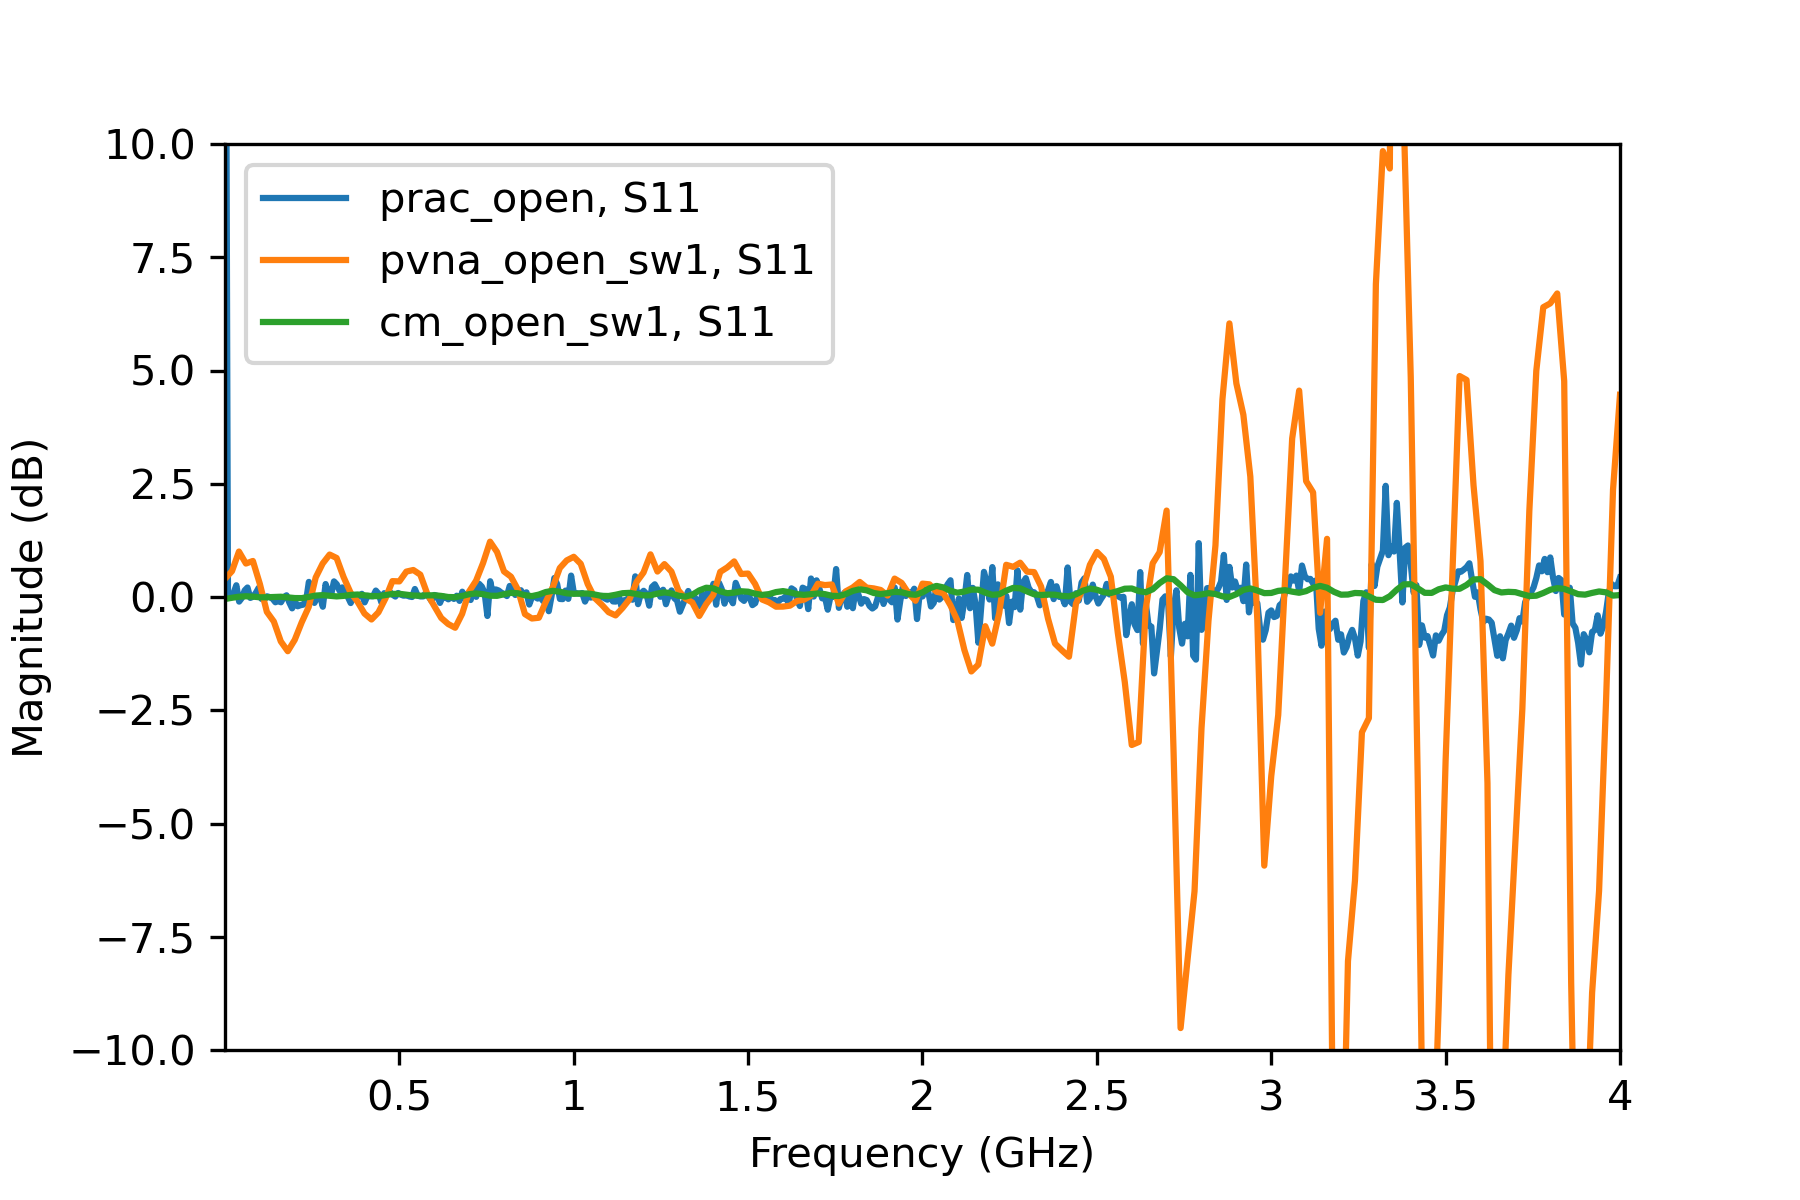 10.0
7.5
5.0
2.5
0.0
−2.5
−5.0
−7.5
−10.0
Magnitude (dB)
prac_open, S11
pvna_open_sw1, S11
cm_open_sw1, S11
0.5 1 1.5 2 2.5 3 3.5 4
Frequency (GHz)